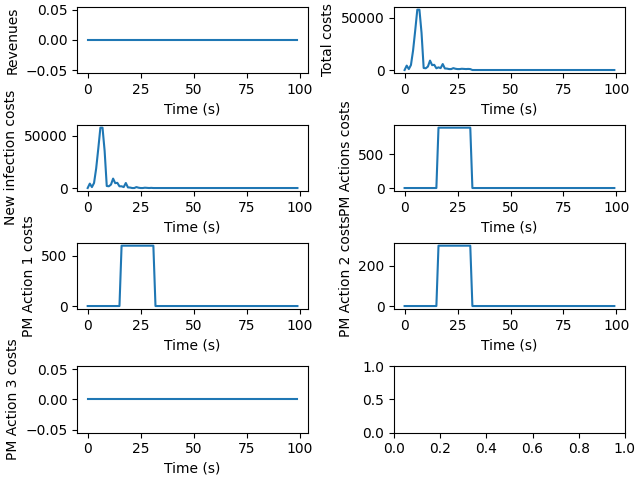 Revenues
0.05
0.00
−0.05
0 25 50 75 100
Time (s)
Total costs
50000
0
0 25 50 75 100
Time (s)
New infection costs
50000
0
0 25 50 75 100
Time (s)
PM Actions costs
500
0
0 25 50 75 100
Time (s)
PM Action 1 costs
500
0
0 25 50 75 100
Time (s)
PM Action 2 costs
200
0
0 25 50 75 100
Time (s)
PM Action 3 costs
0.05
0.00
−0.05
0 25 50 75 100
Time (s)
1.0
0.5
0.0
0.0 0.2 0.4 0.6 0.8 1.0